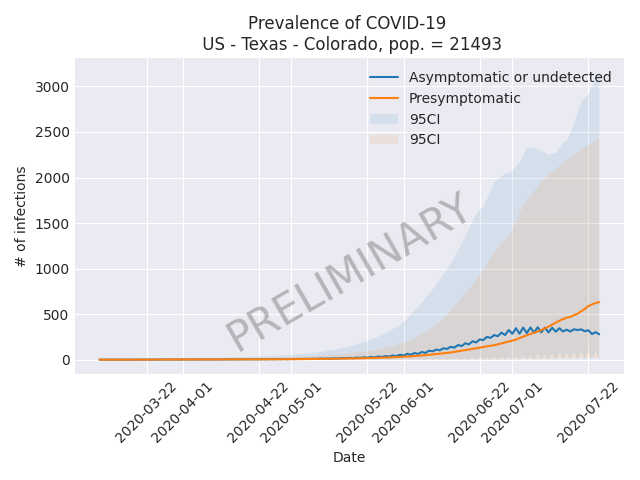 Prevalence of COVID-19
US - Texas - Colorado, pop. = 21493
Asymptomatic or undetected
Presymptomatic
95CI
95CI
PRELIMINARY
# of infections
3000
2500
2000
1500
1000
500
0
2020-03-22
2020-04-01
2020-04-22
2020-05-01
2020-05-22
2020-06-01
2020-06-22
2020-07-01
2020-07-22
Date